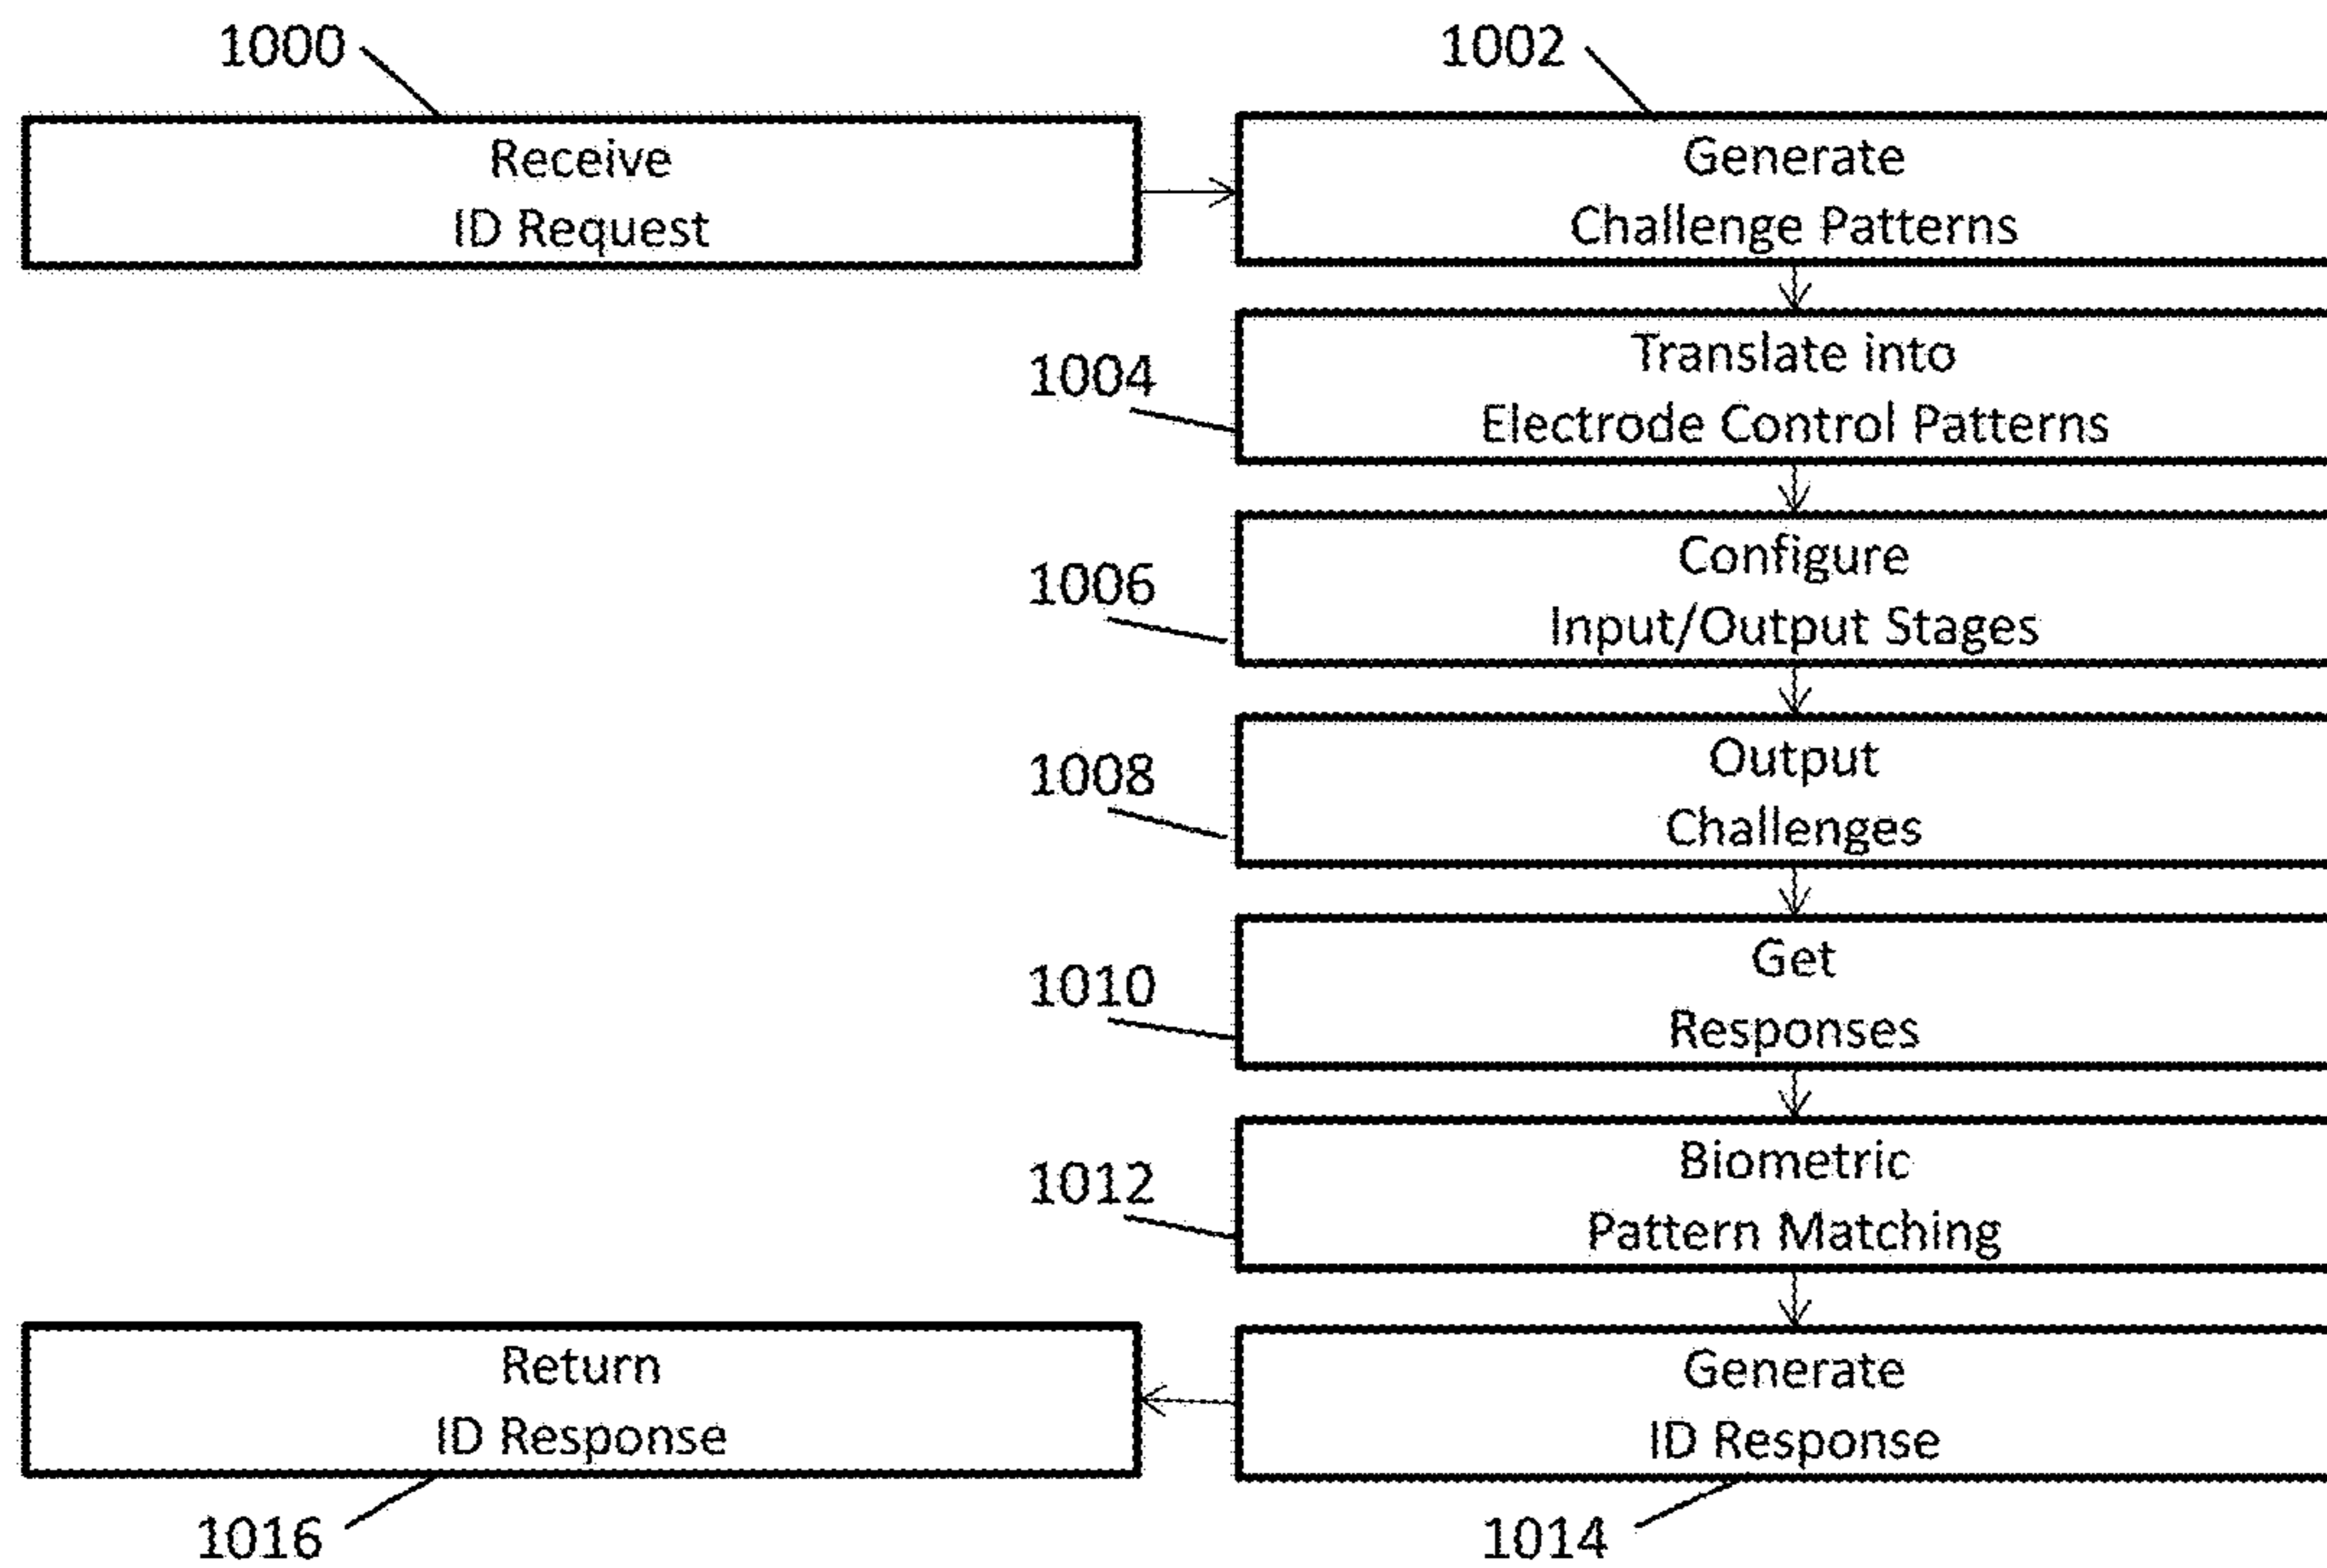 1000
1002
Receive
ID Request
Generate
Challenge Patterns
1004
Translate into
Electrode Control Patterns
1006
Configure
Input/Output Stages
1008
Output
Challenges
1010
Get
Responses
1012
Biometric
Pattern Matching
Return
ID Response
Generate
ID Response
1016
1014